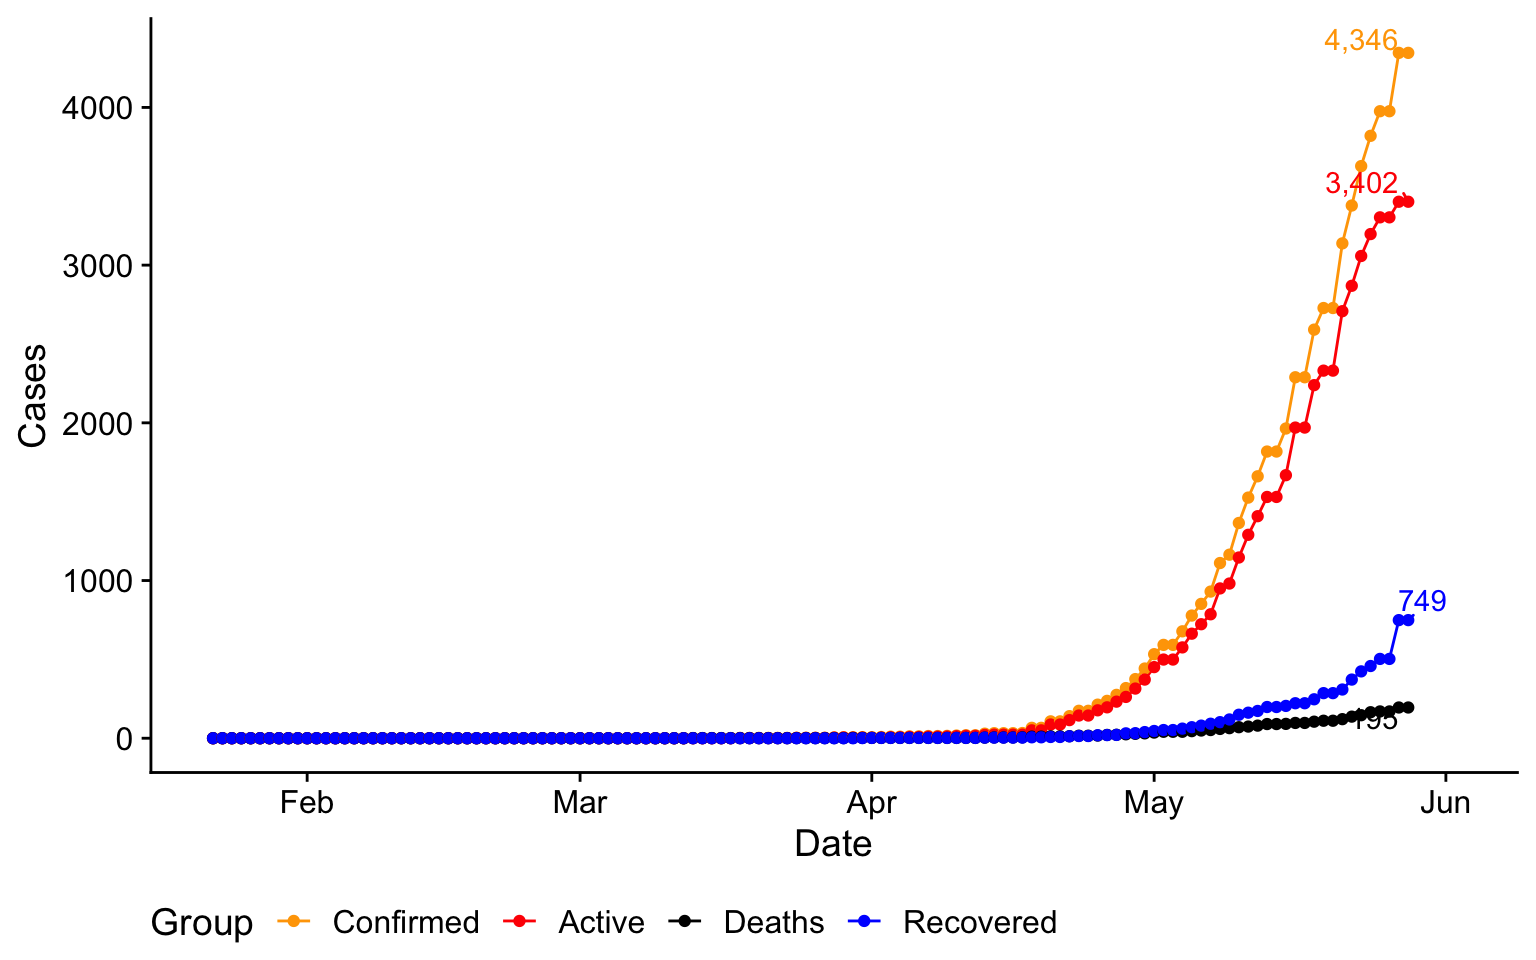 4,346
4000
3,402
3000
Cases
2000
1000
749
195
0
Feb Mar Apr May Jun
Date
Group Confirmed Active Deaths Recovered